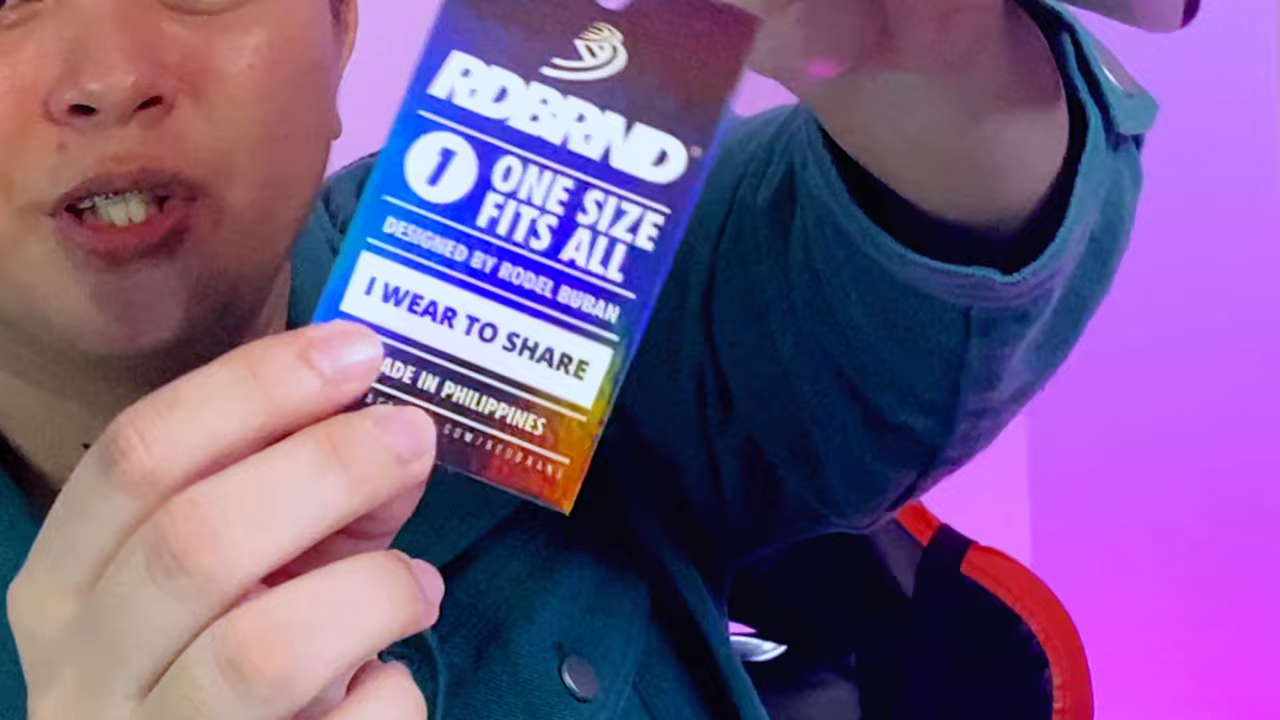 RDBRND
1 ONE SIZE
FITS ALL
DESIGNED BY RODEL BUBAN
I WEAR TO SHARE
ADE IN PHILIPPINES